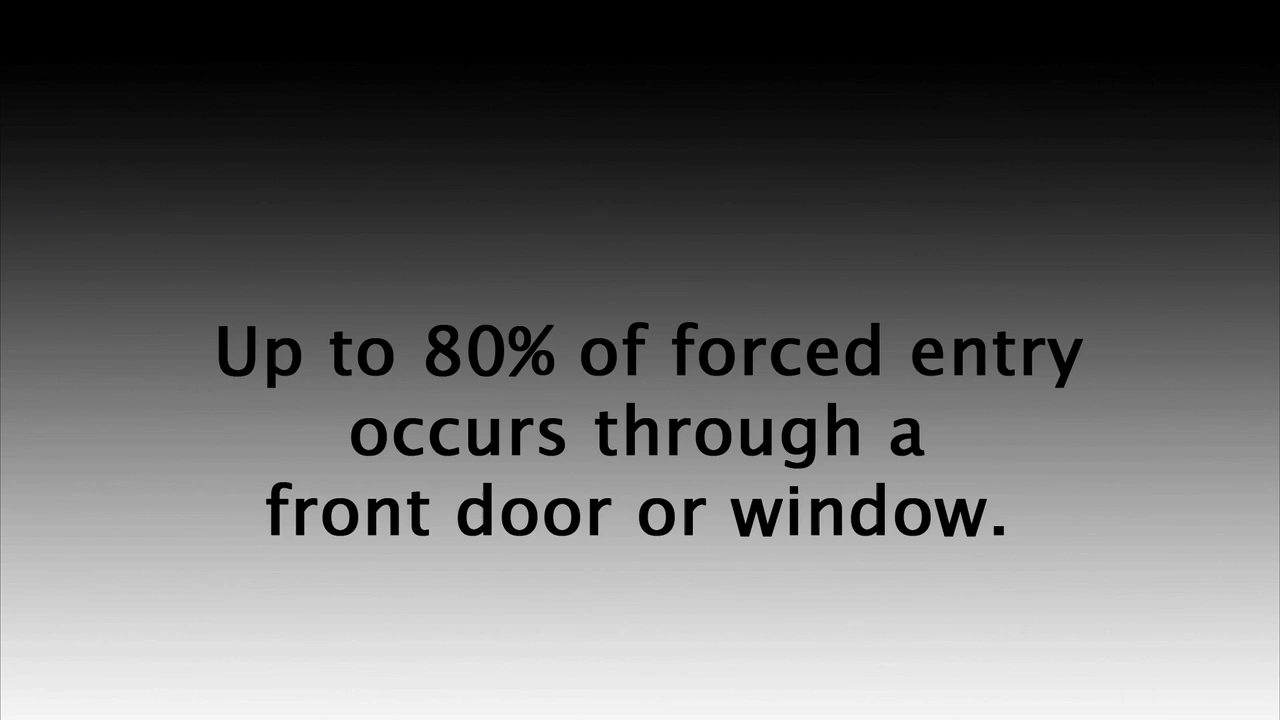 Up to 80% of forced entry
occurs through a
front door or window.